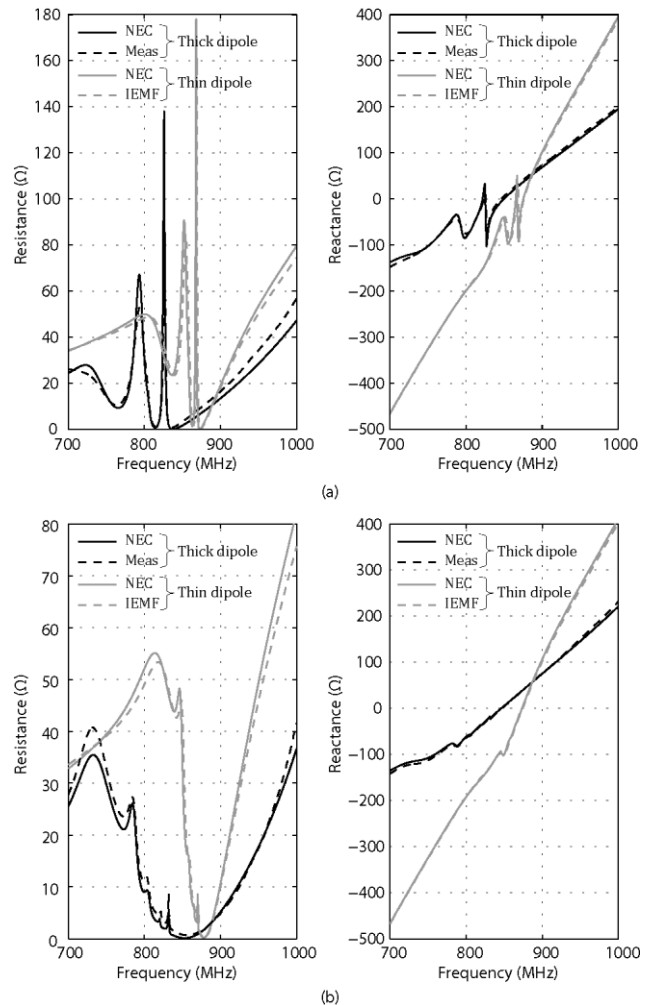 180
160
140
120
100
80
60
40
20
0
Resistance (Ω)
NEC
Meas
Thick dipole
NEC
IEMF
Thin dipole
700 800 900 1000
Frequency (MHz)
400
300
200
100
0
−100
−200
−300
−400
−500
Reactance (Ω)
NEC
Meas
Thick dipole
NEC
IEMF
Thin dipole
700 800 900 1000
Frequency (MHz)
(a)
80
70
60
50
40
30
20
10
0
Resistance (Ω)
NEC
Meas
Thick dipole
NEC
IEMF
Thin dipole
700 800 900 1000
Frequency (MHz)
400
300
200
100
0
−100
−200
−300
−400
−500
Reactance (Ω)
NEC
Meas
Thick dipole
NEC
IEMF
Thin dipole
700 800 900 1000
Frequency (MHz)
(b)